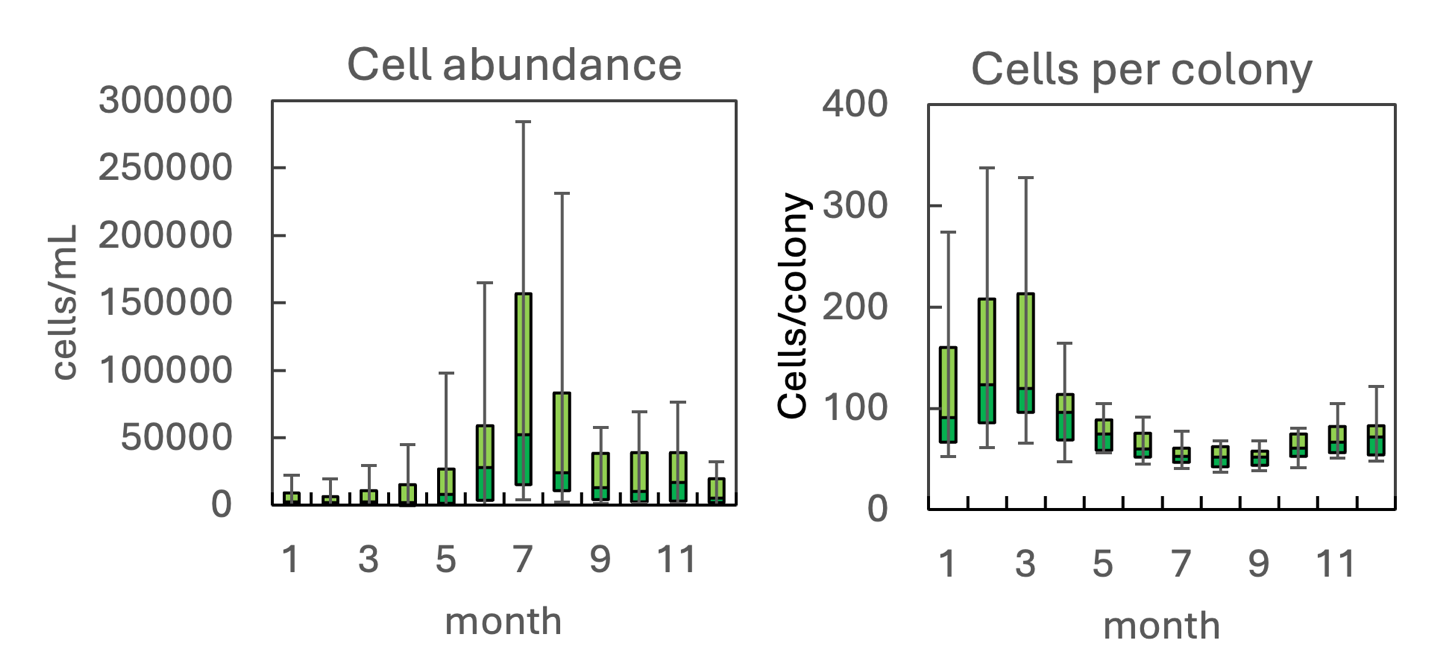 Cell abundance
300000
250000
200000
150000
100000
50000
0
cells/mL
1 3 5 7 9 11
month
Cells per colony
400
300
200
100
0
Cells/colony
1 3 5 7 9 11
month